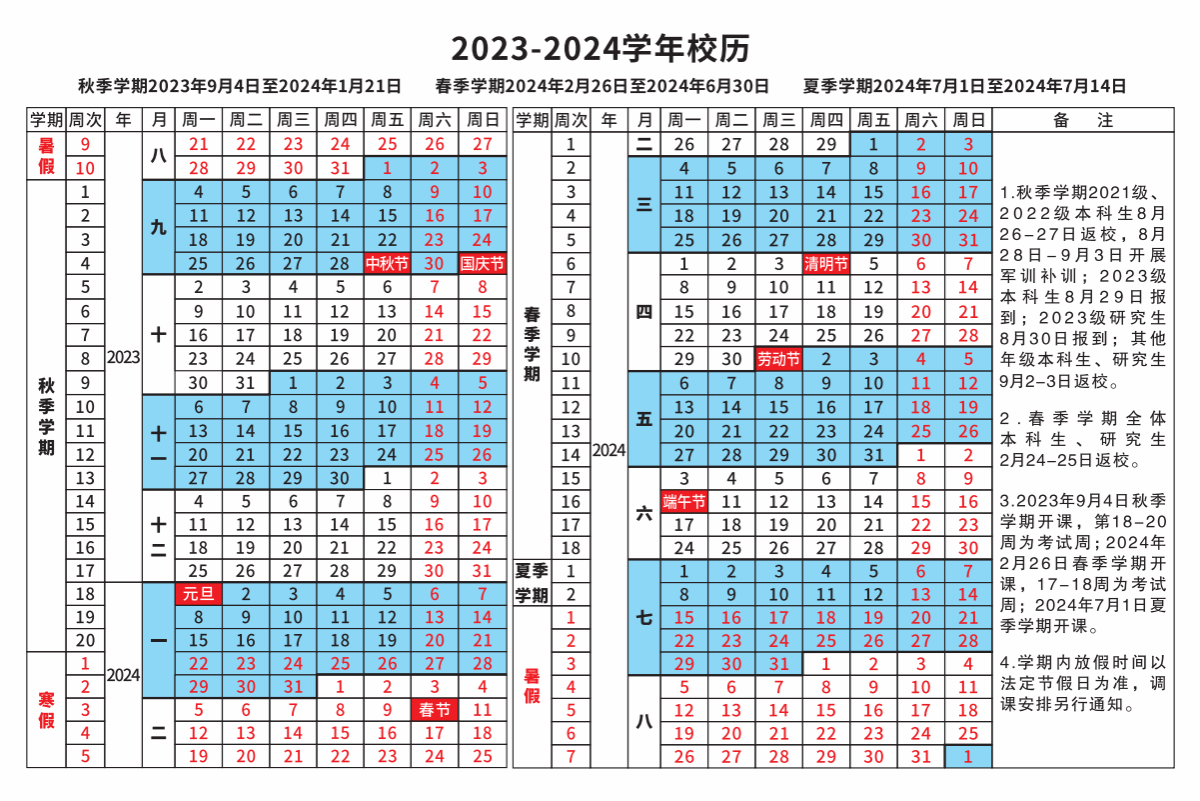 2023-2024学年校历
秋季学期2023年9月4日至2024年1月21日 春季学期2024年2月26日至2024年6月30日 夏季学期2024年7月1日至2024年7月14日
学期 周次 年 月 周一 周二 周三 周四 周五 周六 周日
暑假 9 2023 八 21 22 23 24 25 26 27
10 28 29 30 31 1 2 3
秋季学期 1 九 4 5 6 7 8 9 10
2 11 12 13 14 15 16 17
3 18 19 20 21 22 23 24
4 25 26 27 28 中秋节 30 国庆节
5 十 2 3 4 5 6 7 8
6 9 10 11 12 13 14 15
7 16 17 18 19 20 21 22
8 23 24 25 26 27 28 29
9 30 31 1 2 3 4 5
10 十一 6 7 8 9 10 11 12
11 13 14 15 16 17 18 19
12 20 21 22 23 24 25 26
13 27 28 29 30 1 2 3
14 十二 4 5 6 7 8 9 10
15 11 12 13 14 15 16 17
16 18 19 20 21 22 23 24
17 25 26 27 28 29 30 31
18 2024 一 元旦 2 3 4 5 6 7
19 8 9 10 11 12 13 14
20 15 16 17 18 19 20 21
寒假 1 22 23 24 25 26 27 28
2 29 30 31 1 2 3 4
3 二 5 6 7 8 9 春节 11
4 12 13 14 15 16 17 18
5 19 20 21 22 23 24 25
学期 周次 年 月 周一 周二 周三 周四 周五 周六 周日
春季学期 1 2024 二 26 27 28 29 1 2 3
2 三 4 5 6 7 8 9 10
3 11 12 13 14 15 16 17
4 18 19 20 21 22 23 24
5 25 26 27 28 29 30 31
6 四 1 2 3 清明节 5 6 7
7 8 9 10 11 12 13 14
8 15 16 17 18 19 20 21
9 22 23 24 25 26 27 28
10 29 30 劳动节 2 3 4 5
11 五 6 7 8 9 10 11 12
12 13 14 15 16 17 18 19
13 20 21 22 23 24 25 26
14 27 28 29 30 31 1 2
15 六 3 4 5 6 7 8 9
16 端午节 11 12 13 14 15 16
17 17 18 19 20 21 22 23
18 24 25 26 27 28 29 30
夏季学期 1 七 1 2 3 4 5 6 7
2 8 9 10 11 12 13 14
暑假 1 15 16 17 18 19 20 21
2 22 23 24 25 26 27 28
3 29 30 31 1 2 3 4
4 八 5 6 7 8 9 10 11
5 12 13 14 15 16 17 18
6 19 20 21 22 23 24 25
7 26 27 28 29 30 31 1
备 注
1.秋季学期2021级、
2022级本科生8月
26-27日返校，8月
28日-9月3日开展
军训补训；2023级
本科生8月29日报
到；2023级研究生
8月30日报到；其他
年级本科生、研究生
9月2-3日返校。
2.春季学期全体
本科生、研究生
2月24-25日返校。
3.2023年9月4日秋季
学期开课，第18-20
周为考试周;2024年
2月26日春季学期开
课，17-18周为考试
周；2024年7月1日夏
季学期开课。
4.学期内放假时间以
法定节假日为准，调
课安排另行通知。